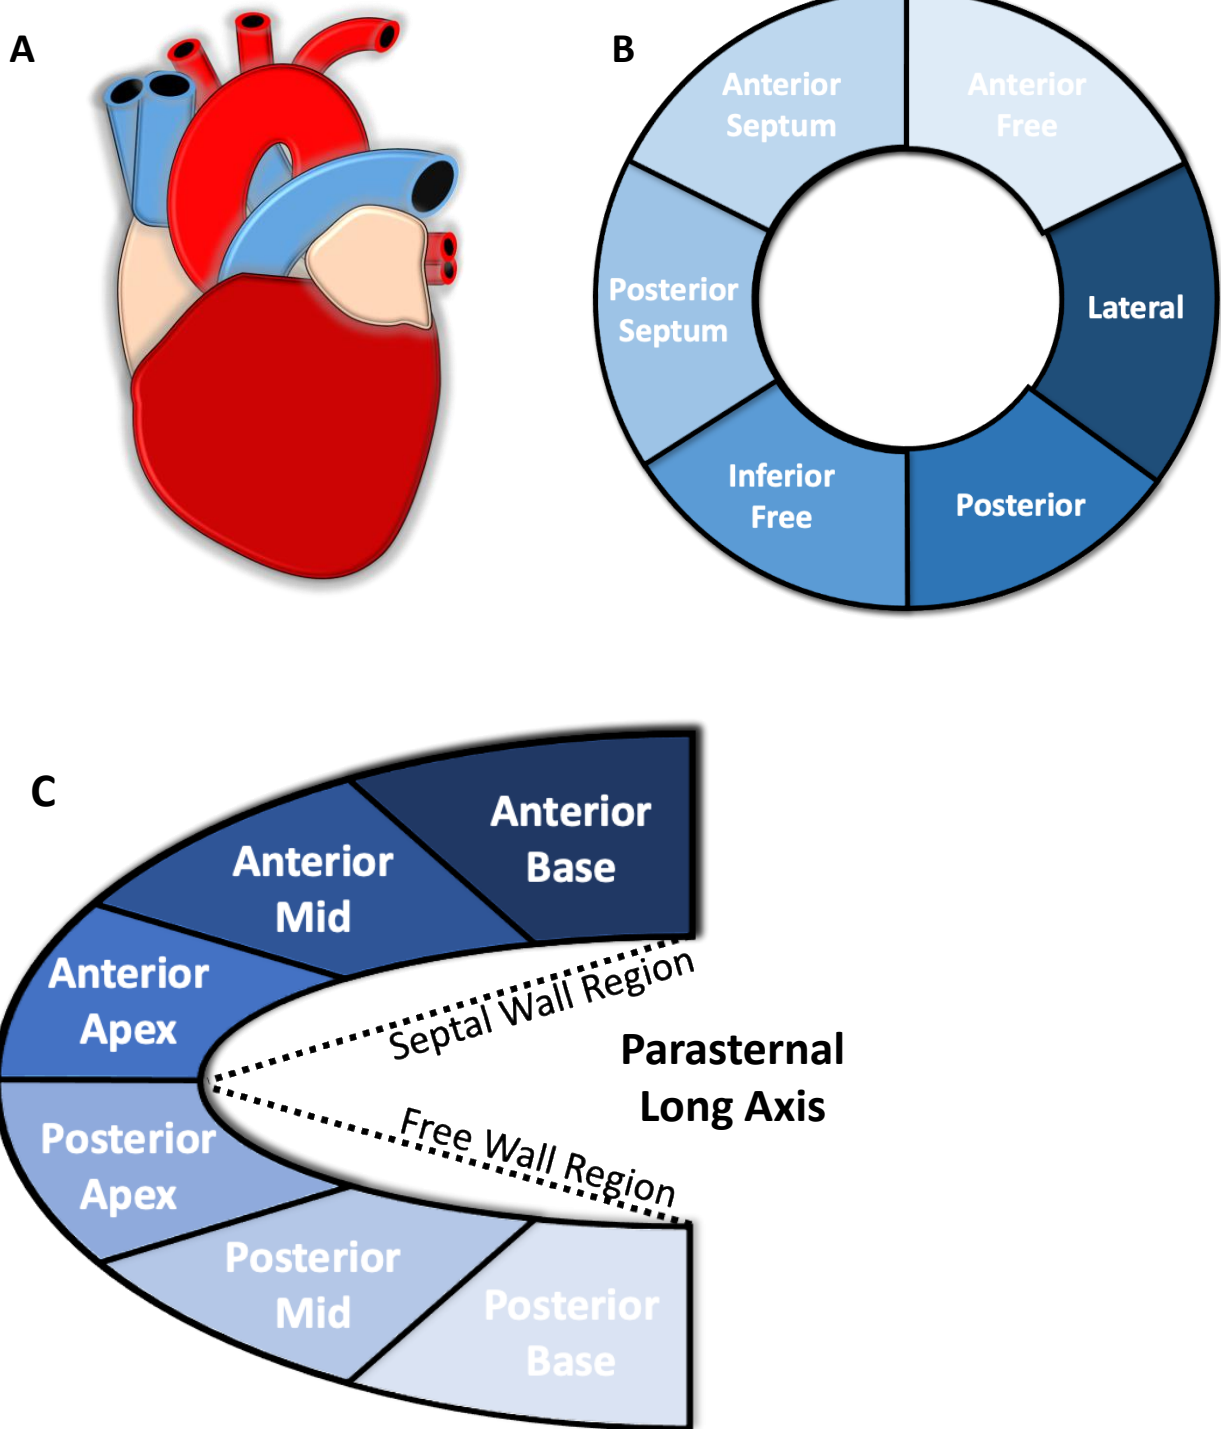 A
B
Anterior
Septum
Anterior
Free
Posterior
Septum
Lateral
Inferior
Free
Posterior
C
Anterior
Base
Anterior
Mid
Anterior
Apex
Septal Wall Region
Parasternal
Long Axis
Free Wall Region
Posterior
Apex
Posterior
Mid
Posterior
Base